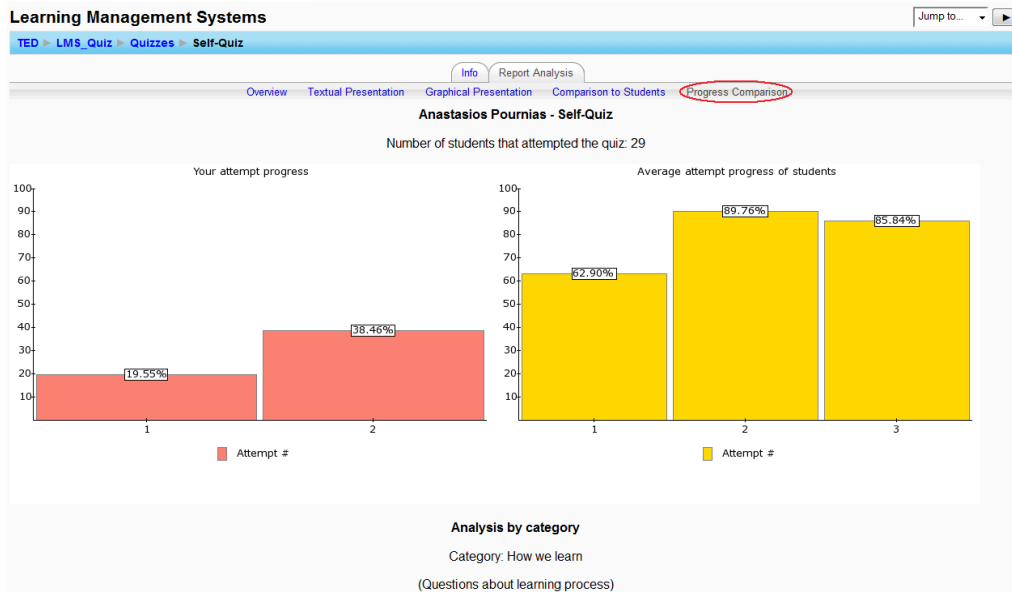 Learning Management Systems
Jump to...
TED LMS_Quiz Quizzes Self-Quiz
Info Report Analysis
Overview Textual Presentation Graphical Presentation Comparison to Students Progress Comparison
Anastasios Pournias - Self-Quiz
Number of students that attempted the quiz: 29
Your attempt progress
100
90
80
70
60
50
40
30
20
10
38.46%
19.55%
1 2
Attempt #
Average attempt progress of students
100
90
80
70
60
50
40
30
20
10
62.90%
89.76%
85.84%
1 2 3
Attempt #
Analysis by category
Category: How we learn
(Questions about learning process)